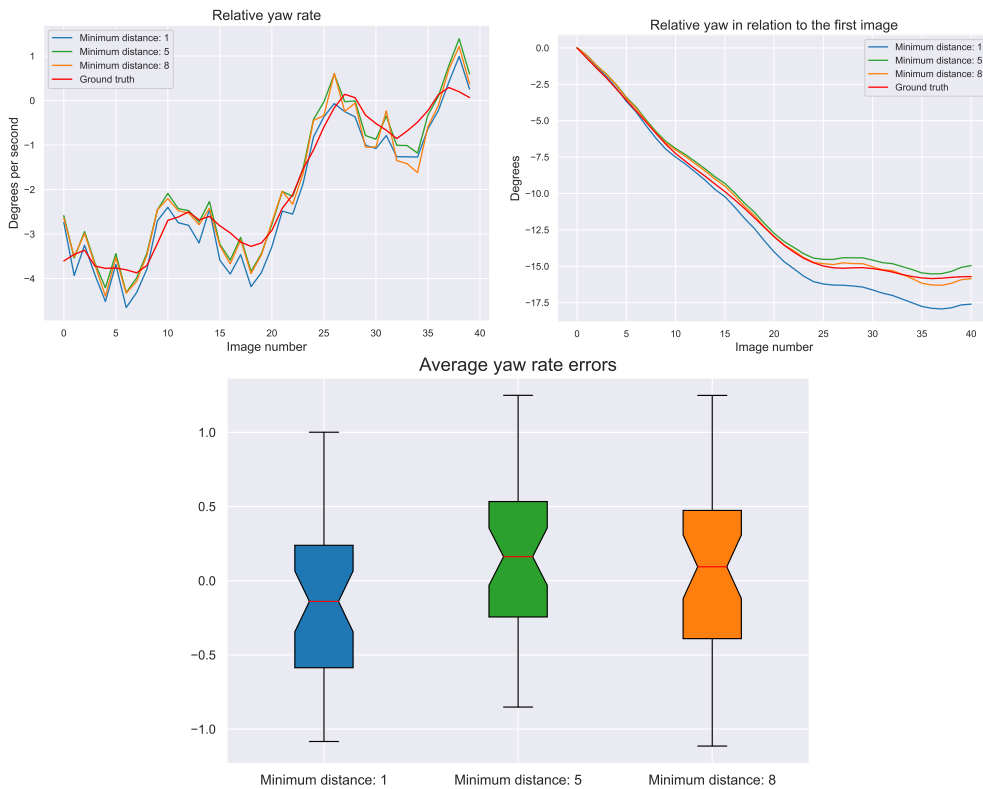 Relative yaw rate
Minimum distance: 1
Minimum distance: 5
Minimum distance: 8
Ground truth
1
0
−1
−2
−3
−4
Degrees per second
0 5 10 15 20 25 30 35 40
Image number
Relative yaw in relation to the first image
Minimum distance: 1
Minimum distance: 5
Minimum distance: 8
Ground truth
0.0
−2.5
−5.0
−7.5
−10.0
−12.5
−15.0
−17.5
Degrees
0 5 10 15 20 25 30 35 40
Image number
Average yaw rate errors
1.0
0.5
0.0
−0.5
−1.0
Minimum distance: 1 Minimum distance: 5 Minimum distance: 8